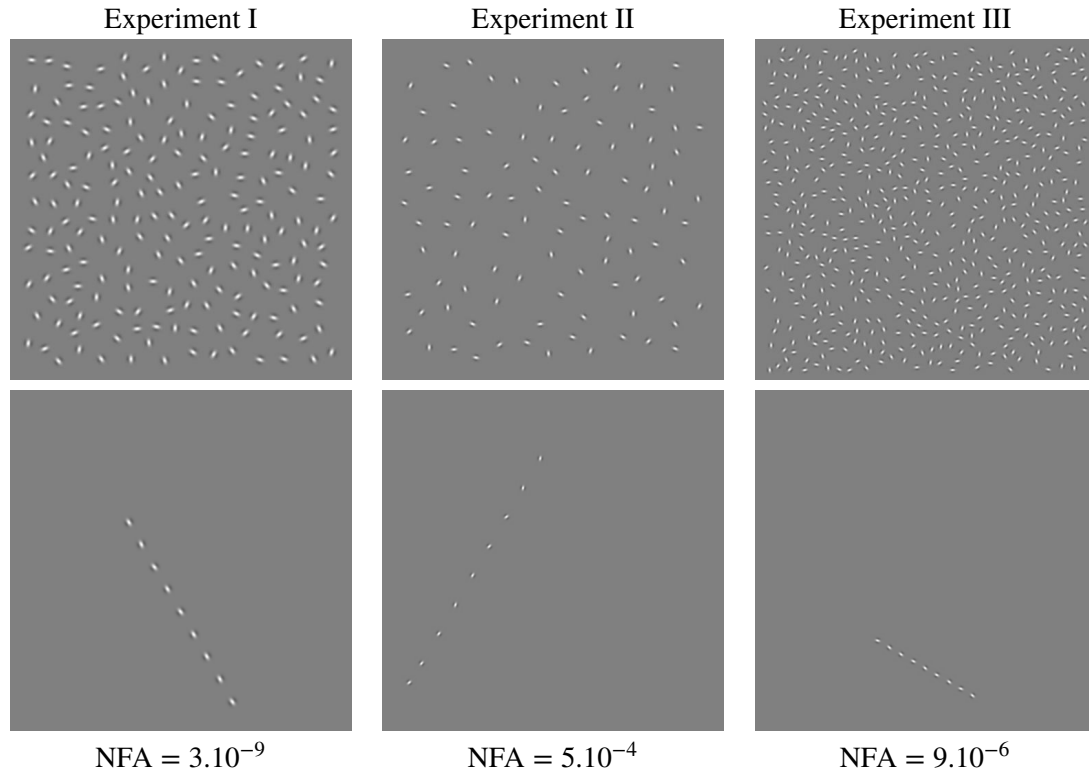 Experiment I Experiment II Experiment III
NFA = 3.10⁻⁹ NFA = 5.10⁻⁴ NFA = 9.10⁻⁶